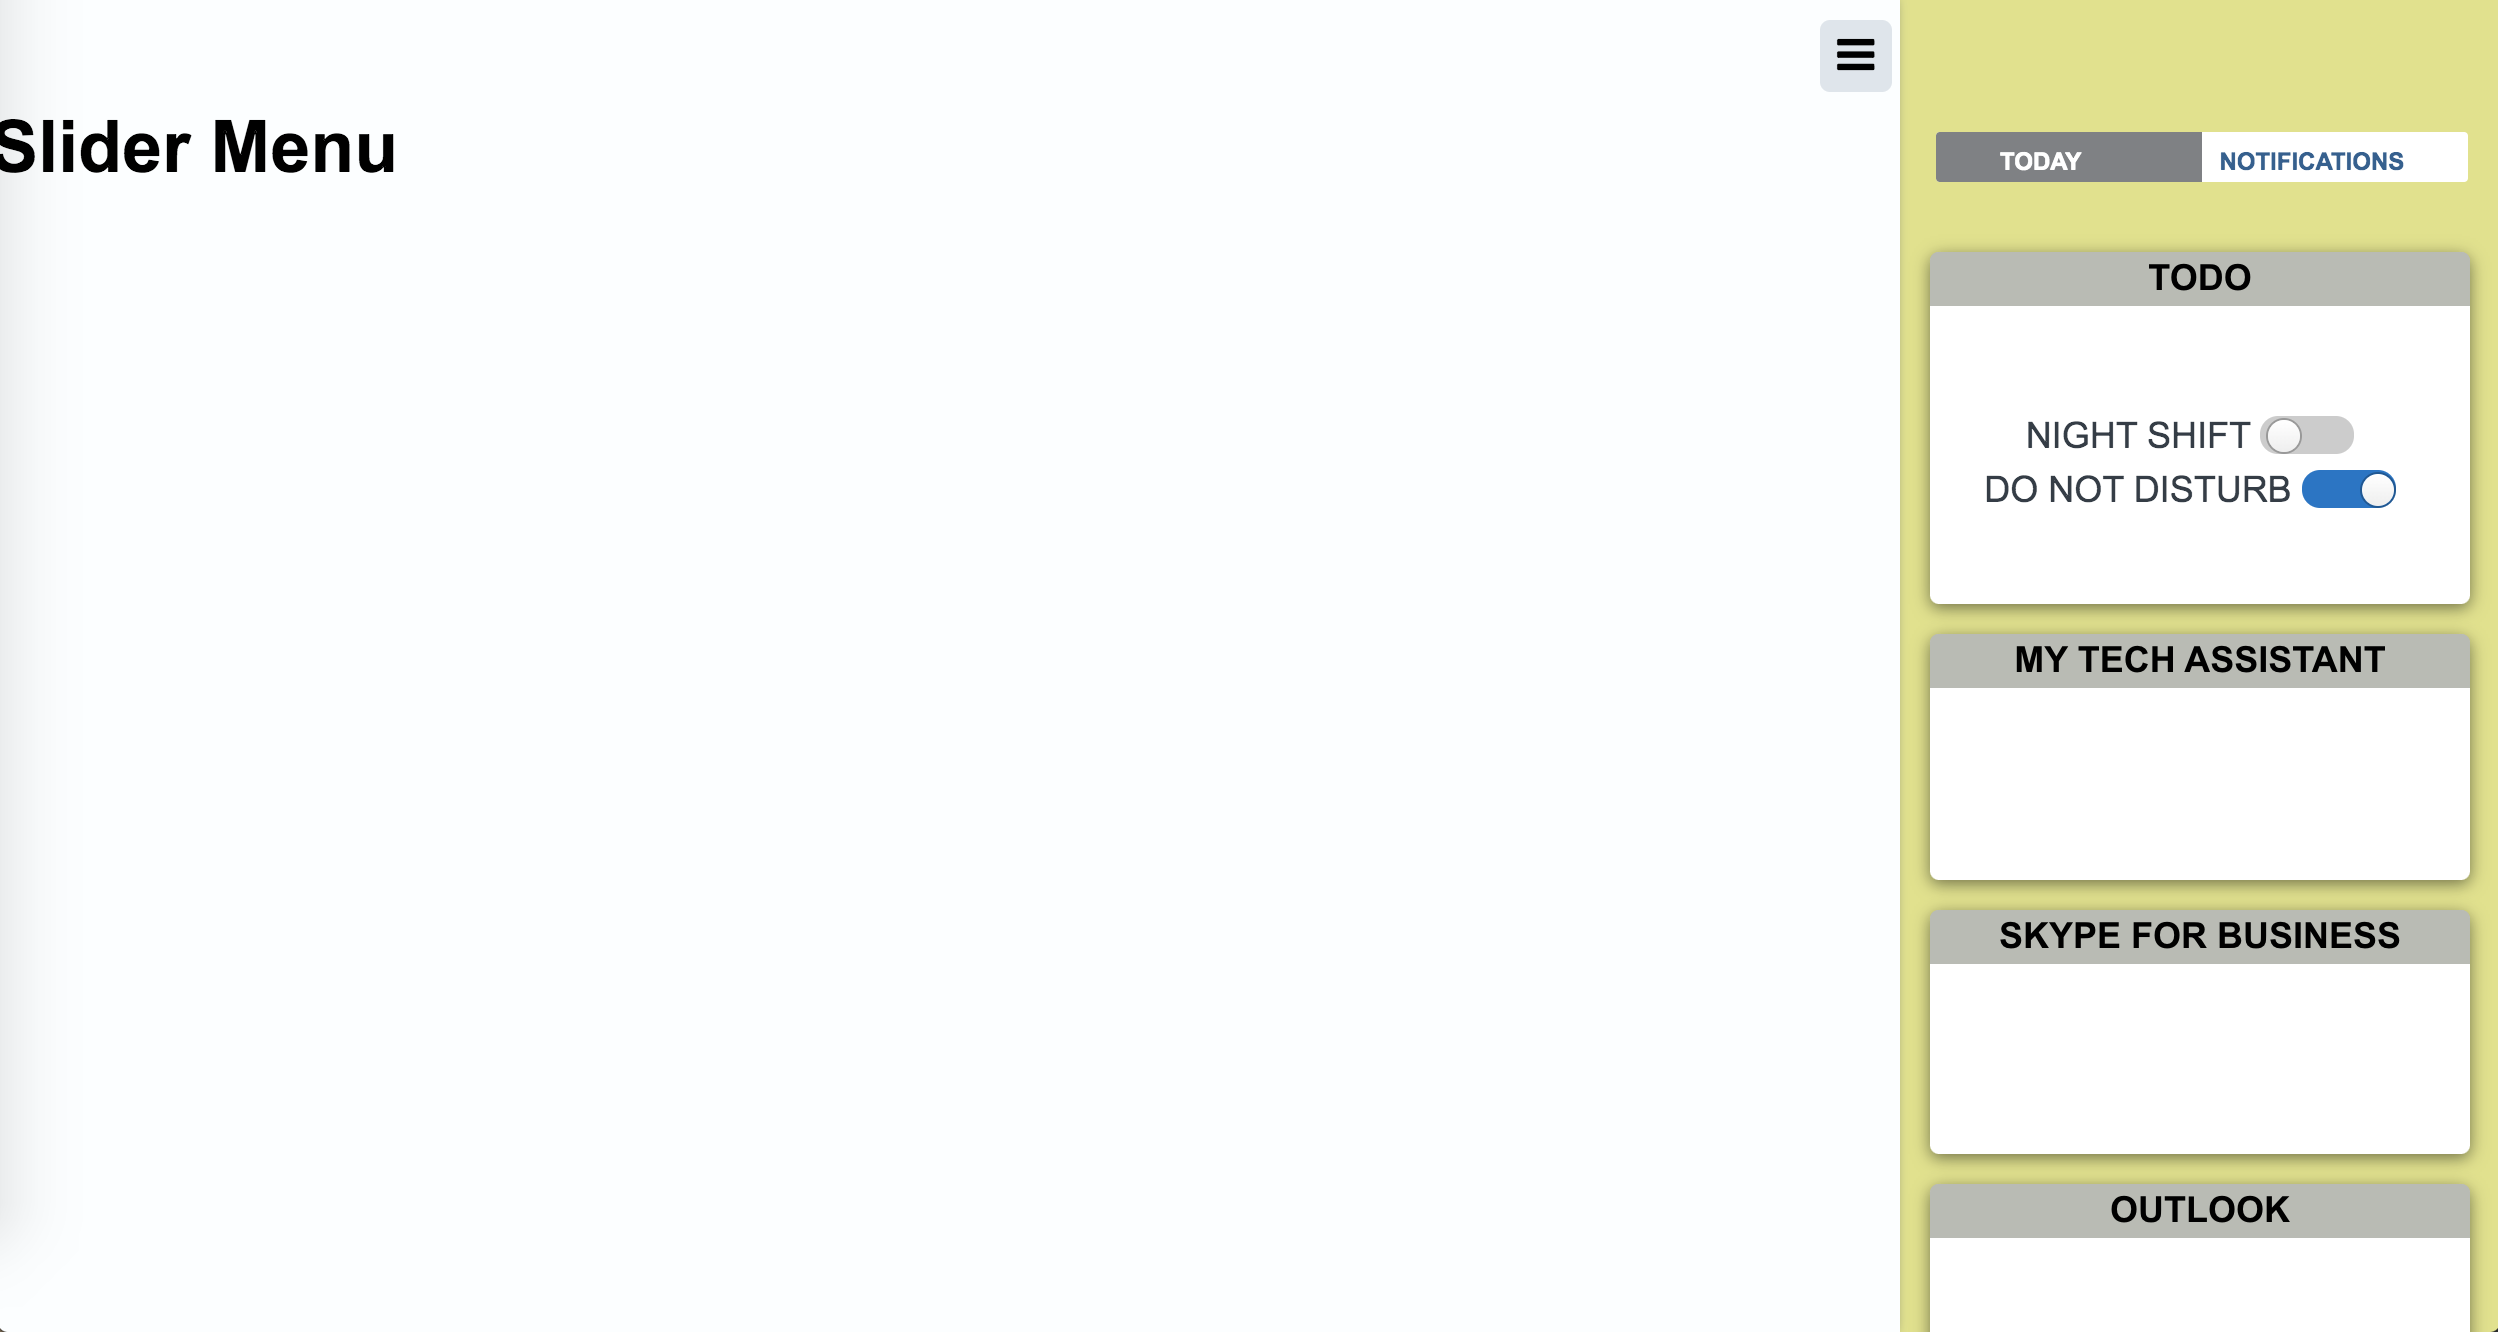 Slider Menu
TODAY
NOTIFICATIONS
TODO
NIGHT SHIFT
DO NOT DISTURB
MY TECH ASSISTANT
SKYPE FOR BUSINESS
OUTLOOK